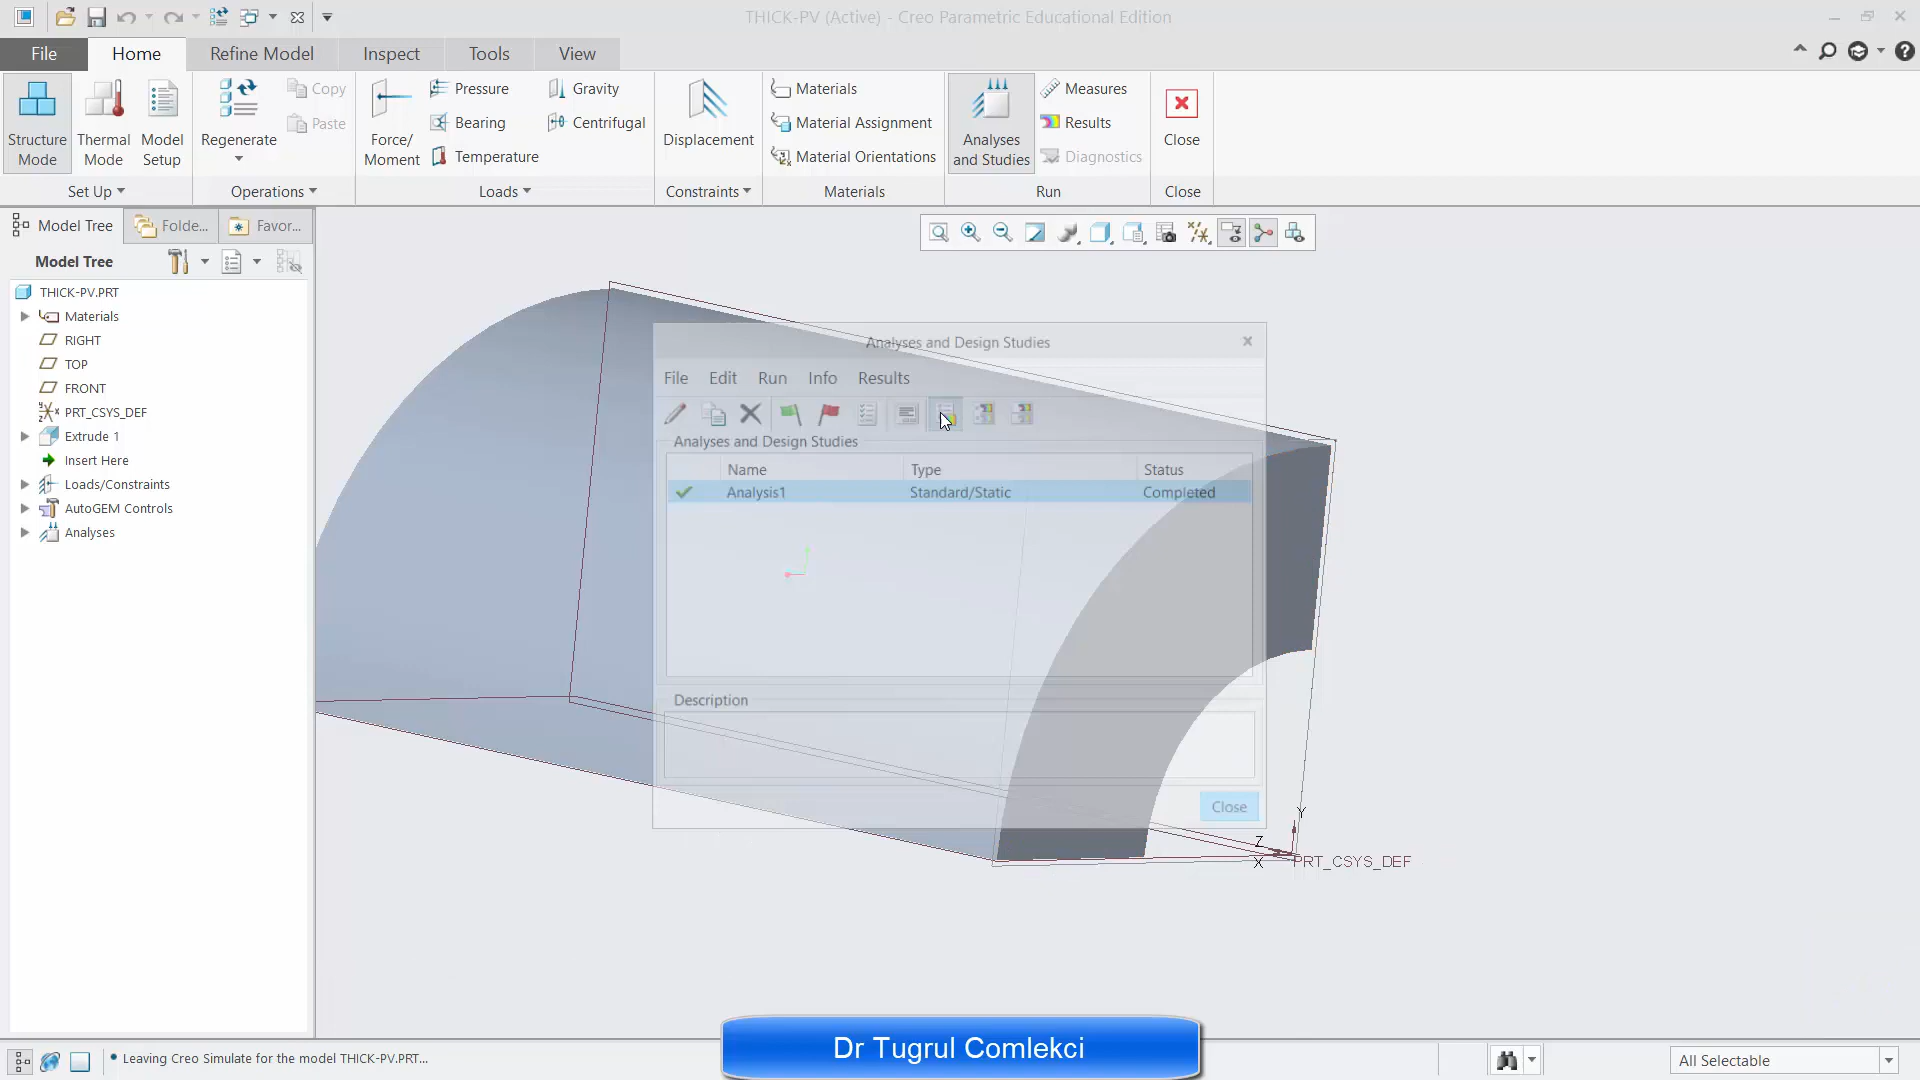 THICK-PV (Active) - Creo Parametric Educational Edition
File Home Refine Model Inspect Tools View
Structure Mode
Thermal Mode
Model Setup
Set Up
Regenerate
Copy
Paste
Operations
Force/Moment
Pressure
Bearing
Temperature
Gravity
Centrifugal
Loads
Displacement
Constraints
Materials
Material Assignment
Material Orientations
Materials
Analyses and Studies
Measures
Results
Diagnostics
Run
Close
Close
Model Tree Folde... Favor...
Model Tree
THICK-PV.PRT
Materials
RIGHT
TOP
FRONT
PRT_CSYS_DEF
Extrude 1
Insert Here
Loads/Constraints
AutoGEM Controls
Analyses
Analyses and Design Studies
File Edit Run Info Results
Analyses and Design Studies
Name Type Status
Analysis1 Standard/Static Completed
Description
Close
Y
Z
X
PRT_CSYS_DEF
Leaving Creo Simulate for the model THICK-PV.PRT...
Dr Tugrul Comlekci
All Selectable